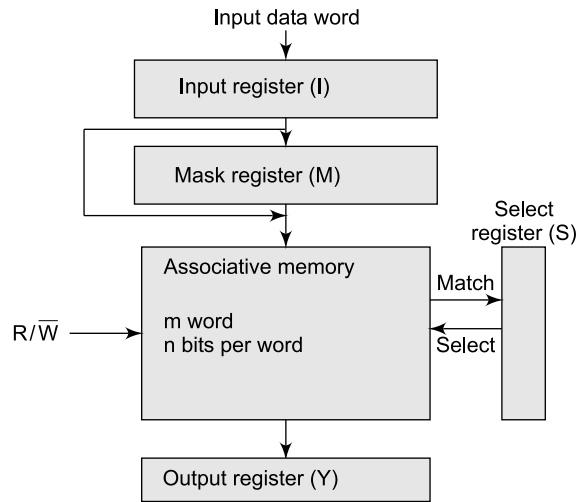 Input data word
Input register (I)
Mask register (M)
Select
register (S)
Associative memory
Match
m word
R/W̅
n bits per word
Select
Output register (Y)